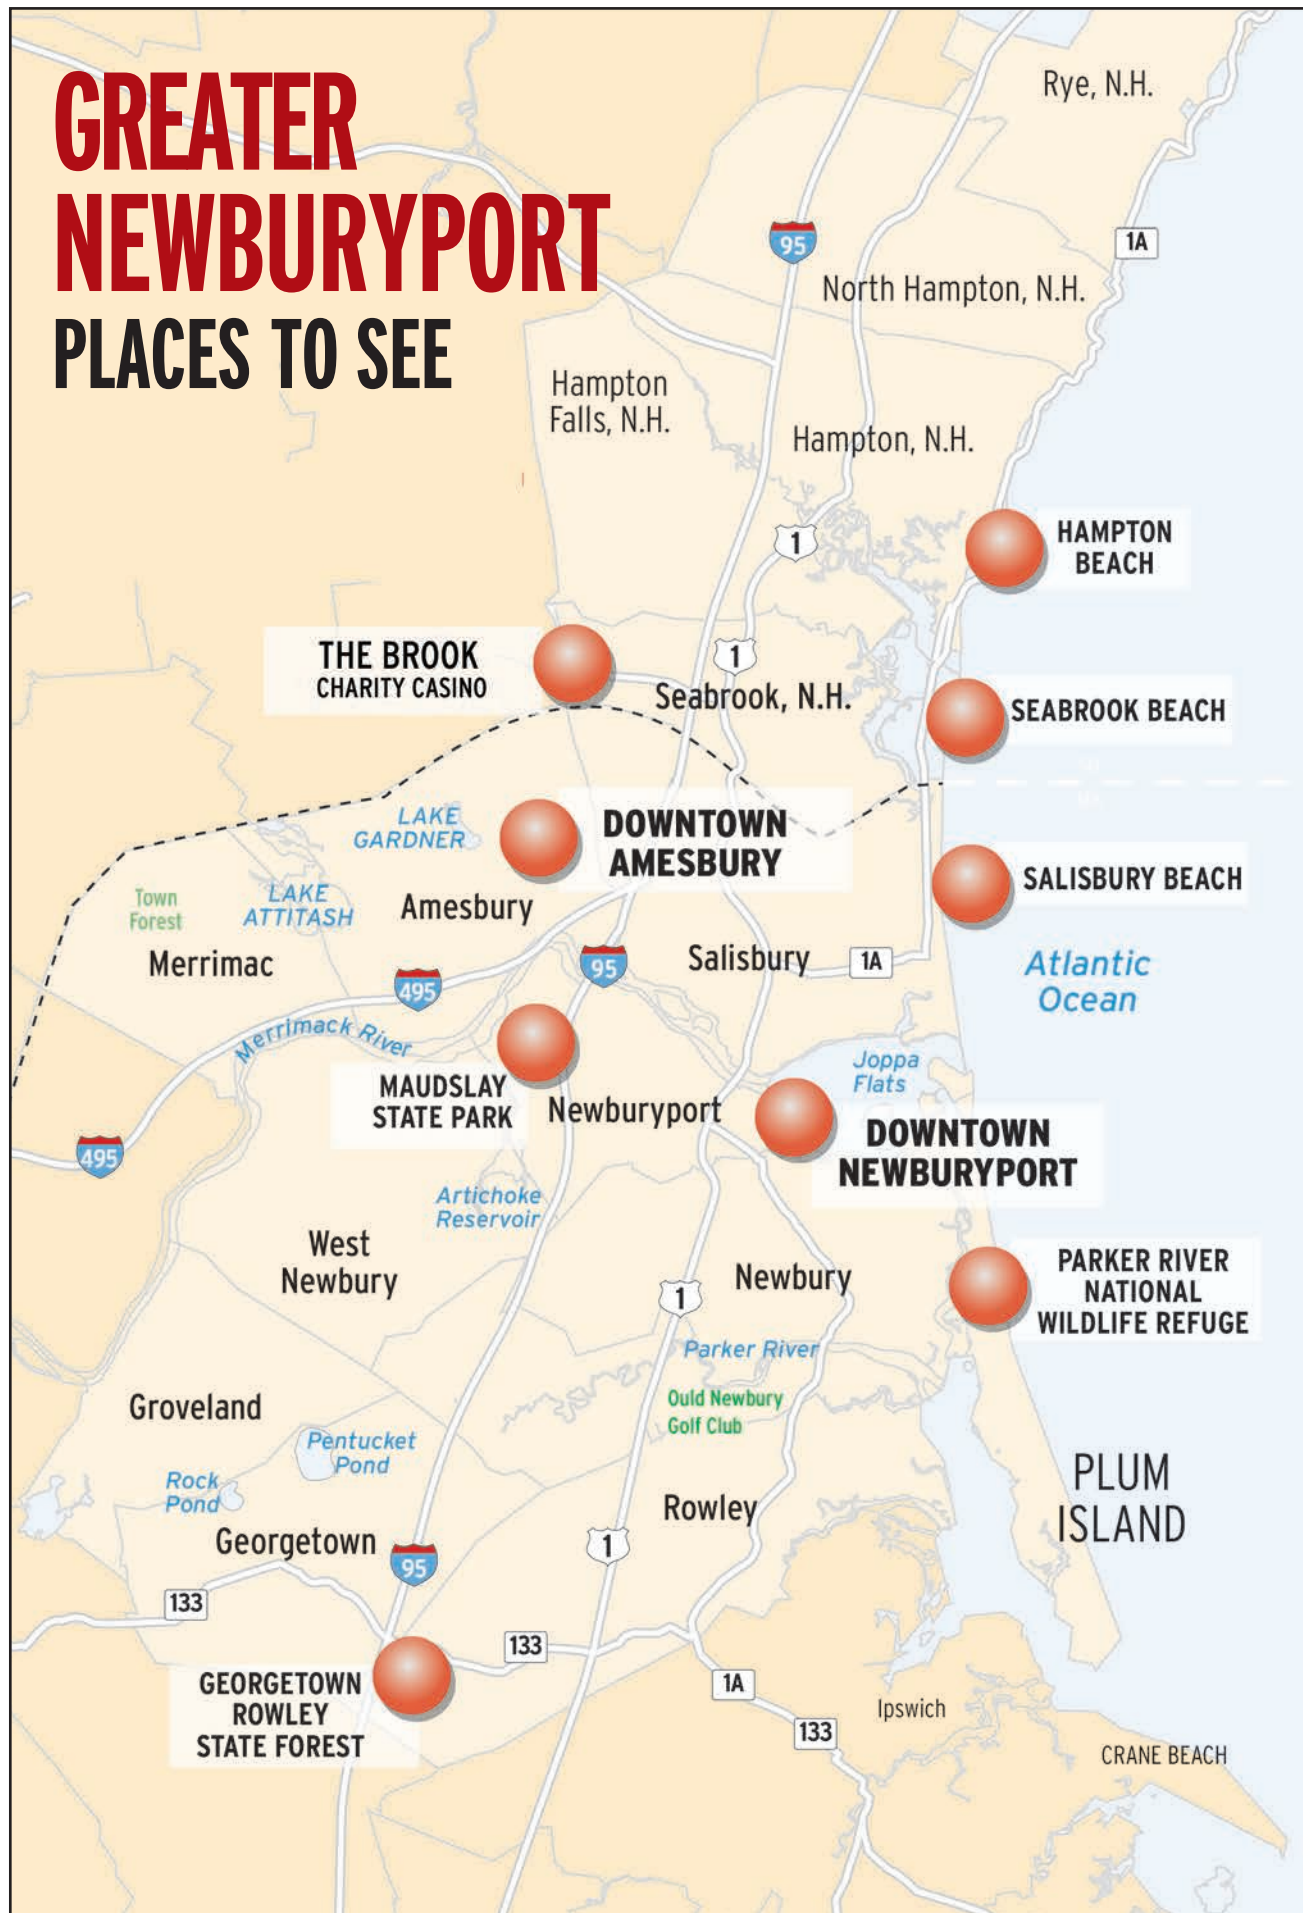 GREATER
NEWBURYPORT
PLACES TO SEE
Rye, N.H.
1A
95
North Hampton, N.H.
Hampton
Falls, N.H.
Hampton, N.H.
1
HAMPTON
BEACH
THE BROOK
CHARITY CASINO
1
Seabrook, N.H.
SEABROOK BEACH
LAKE
GARDNER
DOWNTOWN
AMESBURY
SALISBURY BEACH
Town
Forest
LAKE
ATTITASH
Amesbury
Merrimac
Salisbury
1A
95
495
Atlantic
Ocean
Merrimack River
Joppa
Flats
MAUDSLAY
STATE PARK
Newburyport
DOWNTOWN
NEWBURYPORT
495
Artichoke
Reservoir
West
Newbury
Newbury
1
PARKER RIVER
NATIONAL
WILDLIFE REFUGE
Parker River
Ould Newbury
Golf Club
Groveland
Pentucket
Pond
Rock
Pond
PLUM
ISLAND
Rowley
Georgetown
1
95
133
133
GEORGETOWN
ROWLEY
STATE FOREST
1A
133
Ipswich
CRANE BEACH